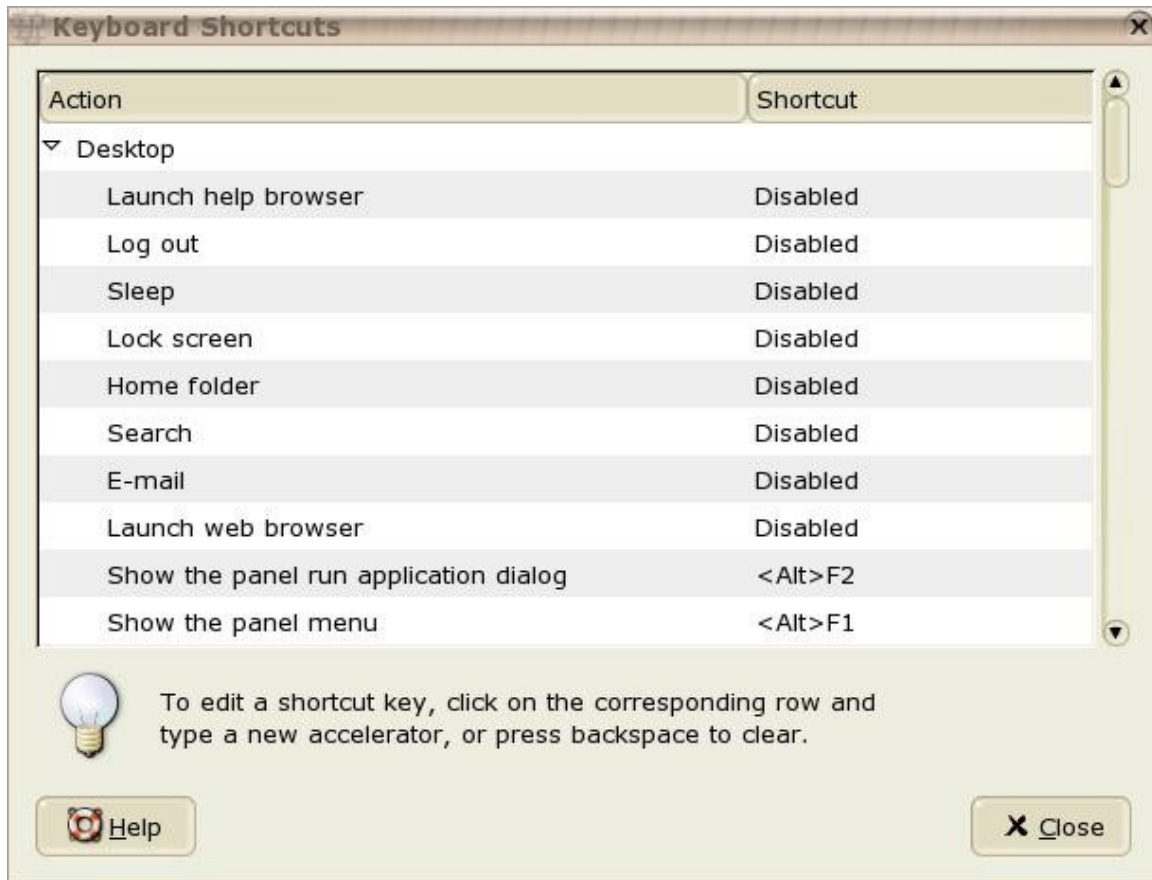 Keyboard Shortcuts
Action Shortcut
Desktop
Launch help browser Disabled
Log out Disabled
Sleep Disabled
Lock screen Disabled
Home folder Disabled
Search Disabled
E-mail Disabled
Launch web browser Disabled
Show the panel run application dialog <Alt>F2
Show the panel menu <Alt>F1
To edit a shortcut key, click on the corresponding row and
type a new accelerator, or press backspace to clear.
Help Close